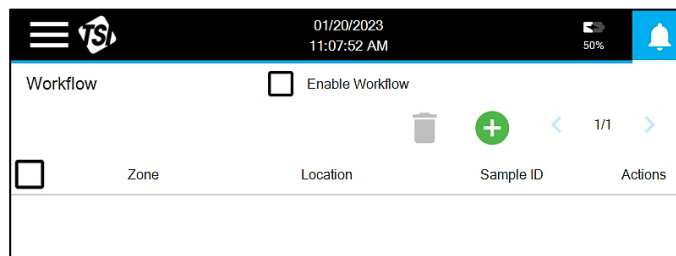 TSI
01/20/2023
11:07:52 AM
50%
Workflow
Enable Workflow
1/1
Zone Location Sample ID Actions